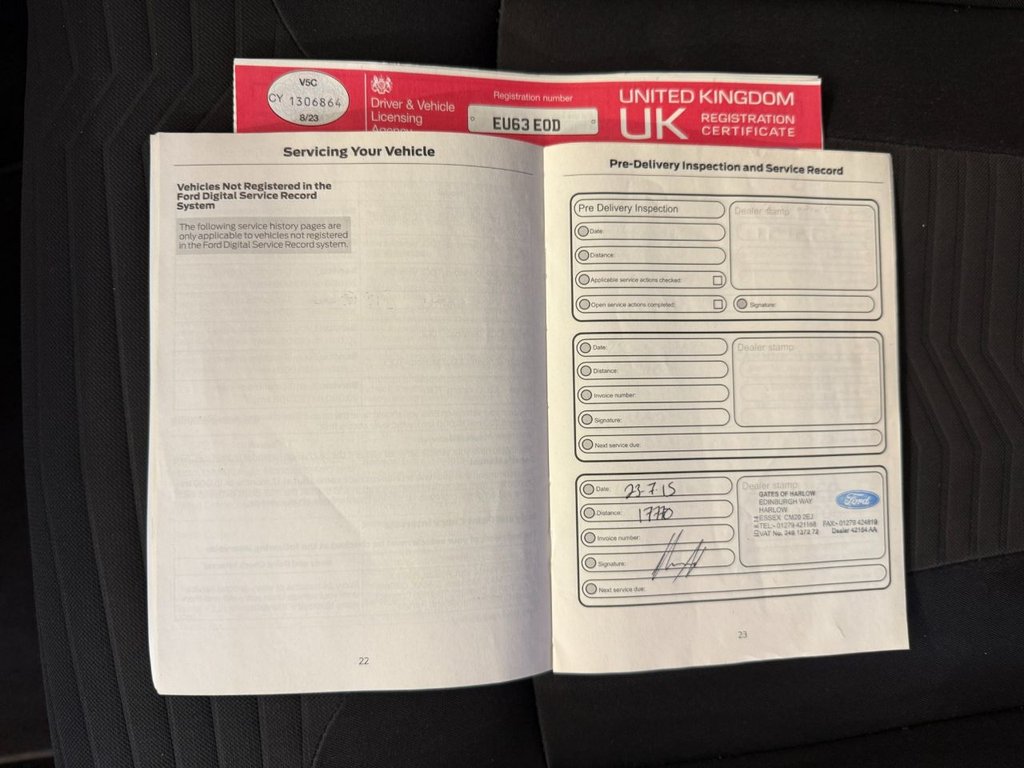 V5C
CY 1306864
8/23
Driver & Vehicle
Licensing
Agency
Registration number
EU63 EOD
UNITED KINGDOM
UK
REGISTRATION
CERTIFICATE
Servicing Your Vehicle
Vehicles Not Registered in the
Ford Digital Service Record
System
The following service history pages are
only applicable to vehicles not registered
in the Ford Digital Service Record system.
22
Pre-Delivery Inspection and Service Record
Pre Delivery Inspection
Dealer stamp
Date:
Distance:
Applicable service actions checked:
Open service actions completed:
Signature:
Date:
Dealer stamp
Distance:
Invoice number:
Signature:
Next service due:
Date: 23.7.15
Dealer stamp
Distance: 17770
Invoice number:
Signature:
Next service due:
GATES OF HARLOW
EDINBURGH WAY
HARLOW
ESSEX CM20 2EJ
TEL:- 01279 421166 FAX:- 01279 424819
VAT No. 249 1372 72 Dealer 42164 AA
Ford
23